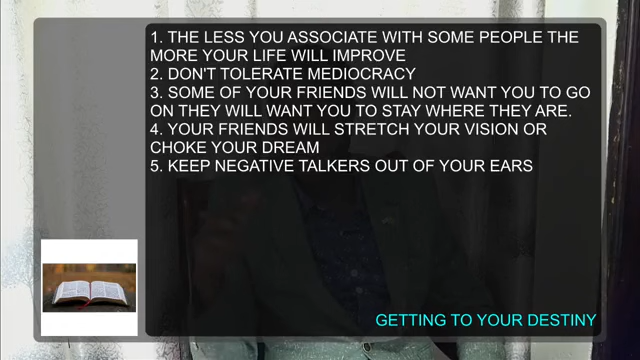 1. THE LESS YOU ASSOCIATE WITH SOME PEOPLE THE
MORE YOUR LIFE WILL IMPROVE
2. DON'T TOLERATE MEDIOCRACY
3. SOME OF YOUR FRIENDS WILL NOT WANT YOU TO GO
ON THEY WILL WANT YOU TO STAY WHERE THEY ARE.
4. YOUR FRIENDS WILL STRETCH YOUR VISION OR
CHOKE YOUR DREAM
5. KEEP NEGATIVE TALKERS OUT OF YOUR EARS
GETTING TO YOUR DESTINY